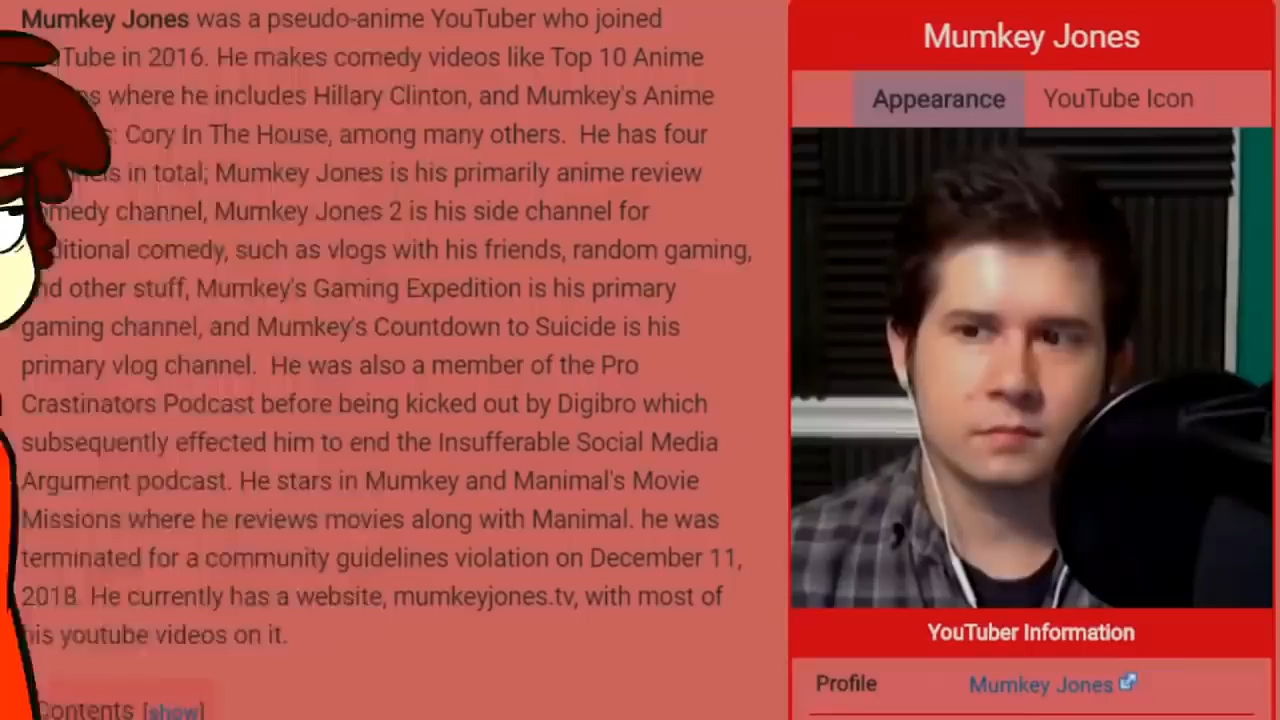 Mumkey Jones was a pseudo-anime YouTuber who joined
Tube in 2016. He makes comedy videos like Top 10 Anime
where he includes Hillary Clinton, and Mumkey's Anime
: Cory In The House, among many others. He has four
in total; Mumkey Jones is his primarily anime review
omedy channel, Mumkey Jones 2 is his side channel for
ditional comedy, such as vlogs with his friends, random gaming,
and other stuff, Mumkey's Gaming Expedition is his primary
gaming channel, and Mumkey's Countdown to Suicide is his
primary vlog channel. He was also a member of the Pro
Crastinators Podcast before being kicked out by Digibro which
subsequently effected him to end the Insufferable Social Media
Argument podcast. He stars in Mumkey and Manimal's Movie
Missions where he reviews movies along with Manimal. he was
terminated for a community guidelines violation on December 11,
2018. He currently has a website, mumkeyjones.tv, with most of
his youtube videos on it.
Contents [show]
Mumkey Jones
Appearance YouTube Icon
YouTuber Information
Profile Mumkey Jones